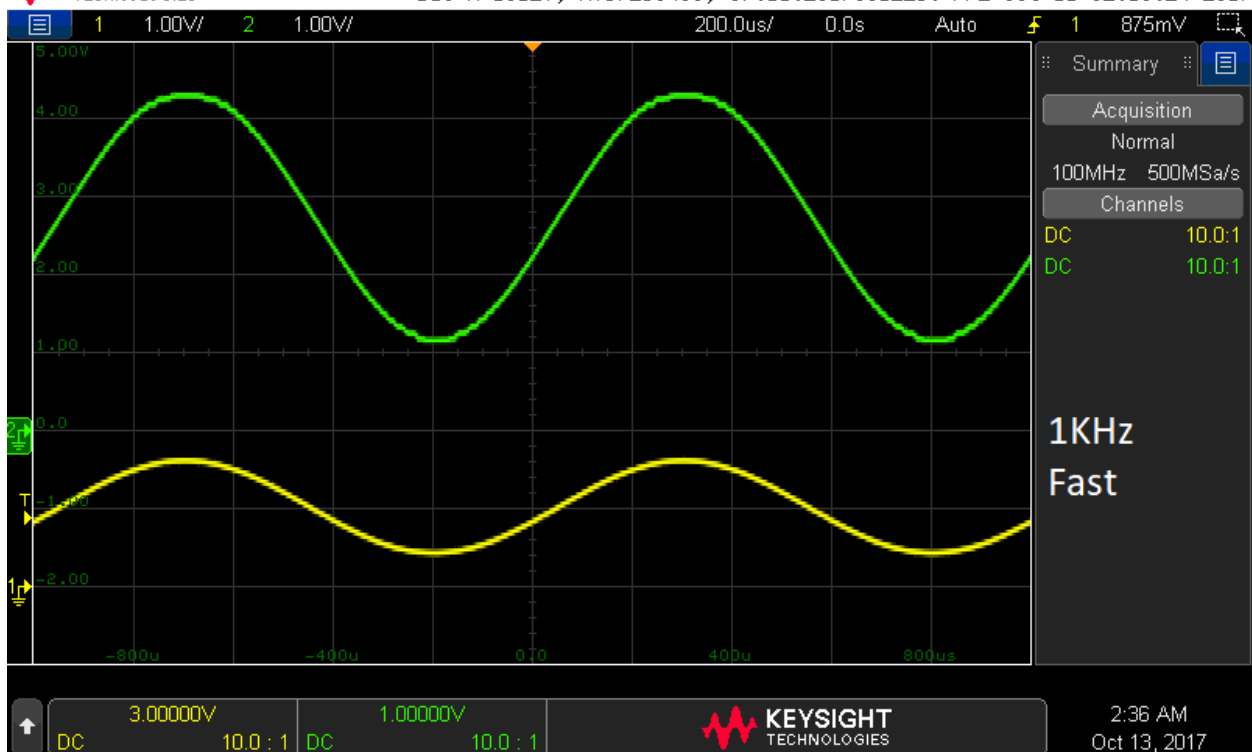 1 1.00V/ 2 1.00V/ 200.0us/ 0.0s Auto 1 875mV
5.00V
4.00
3.00
2.00
1.00
0.0
-1.00
-2.00
-800u -400u 0.0 400u 800us
2
T
1
Summary
Acquisition
Normal
100MHz 500MSa/s
Channels
DC 10.0:1
DC 10.0:1
1KHz
Fast
3.00000V 1.00000V
DC 10.0 : 1 DC 10.0 : 1
KEYSIGHT
TECHNOLOGIES
2:36 AM
Oct 13, 2017